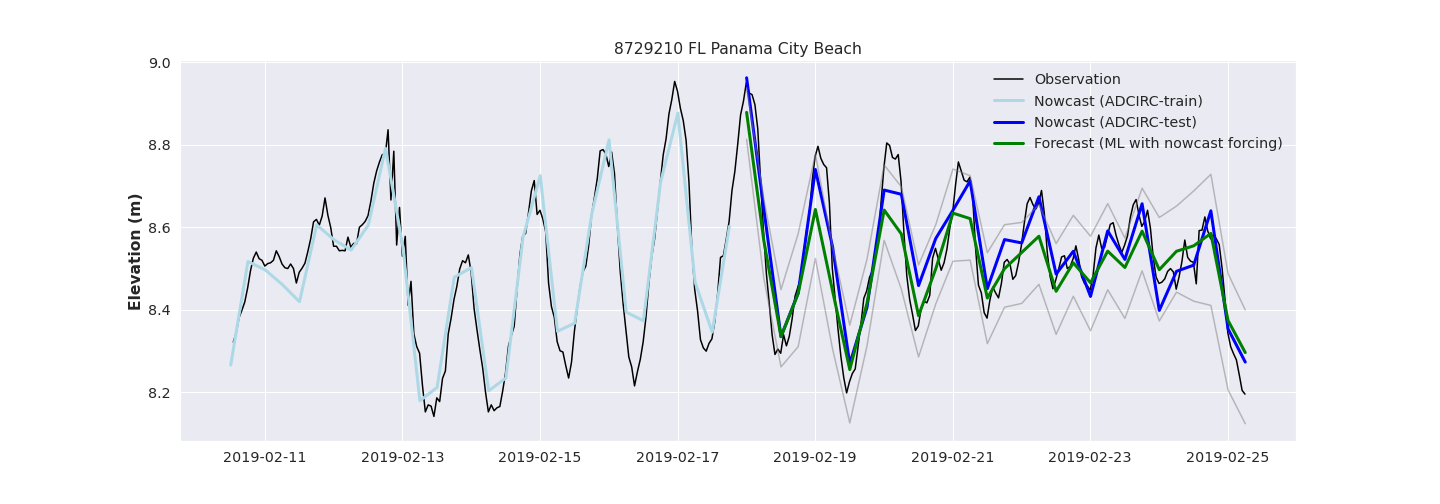 8729210 FL Panama City Beach
Elevation (m)
9.0
8.8
8.6
8.4
8.2
Observation
Nowcast (ADCIRC-train)
Nowcast (ADCIRC-test)
Forecast (ML with nowcast forcing)
2019-02-11
2019-02-13
2019-02-15
2019-02-17
2019-02-19
2019-02-21
2019-02-23
2019-02-25